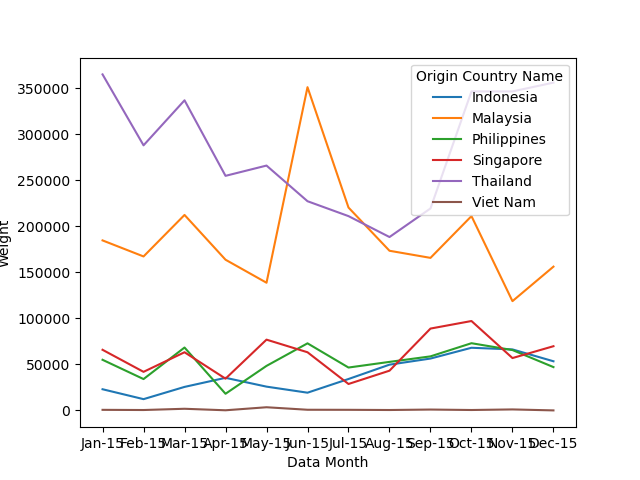 Origin Country Name
Indonesia
Malaysia
Philippines
Singapore
Thailand
Viet Nam
350000
300000
250000
200000
150000
100000
50000
0
Weight
Jan-15 Feb-15 Mar-15 Apr-15 May-15 Jun-15 Jul-15 Aug-15 Sep-15 Oct-15 Nov-15 Dec-15
Data Month